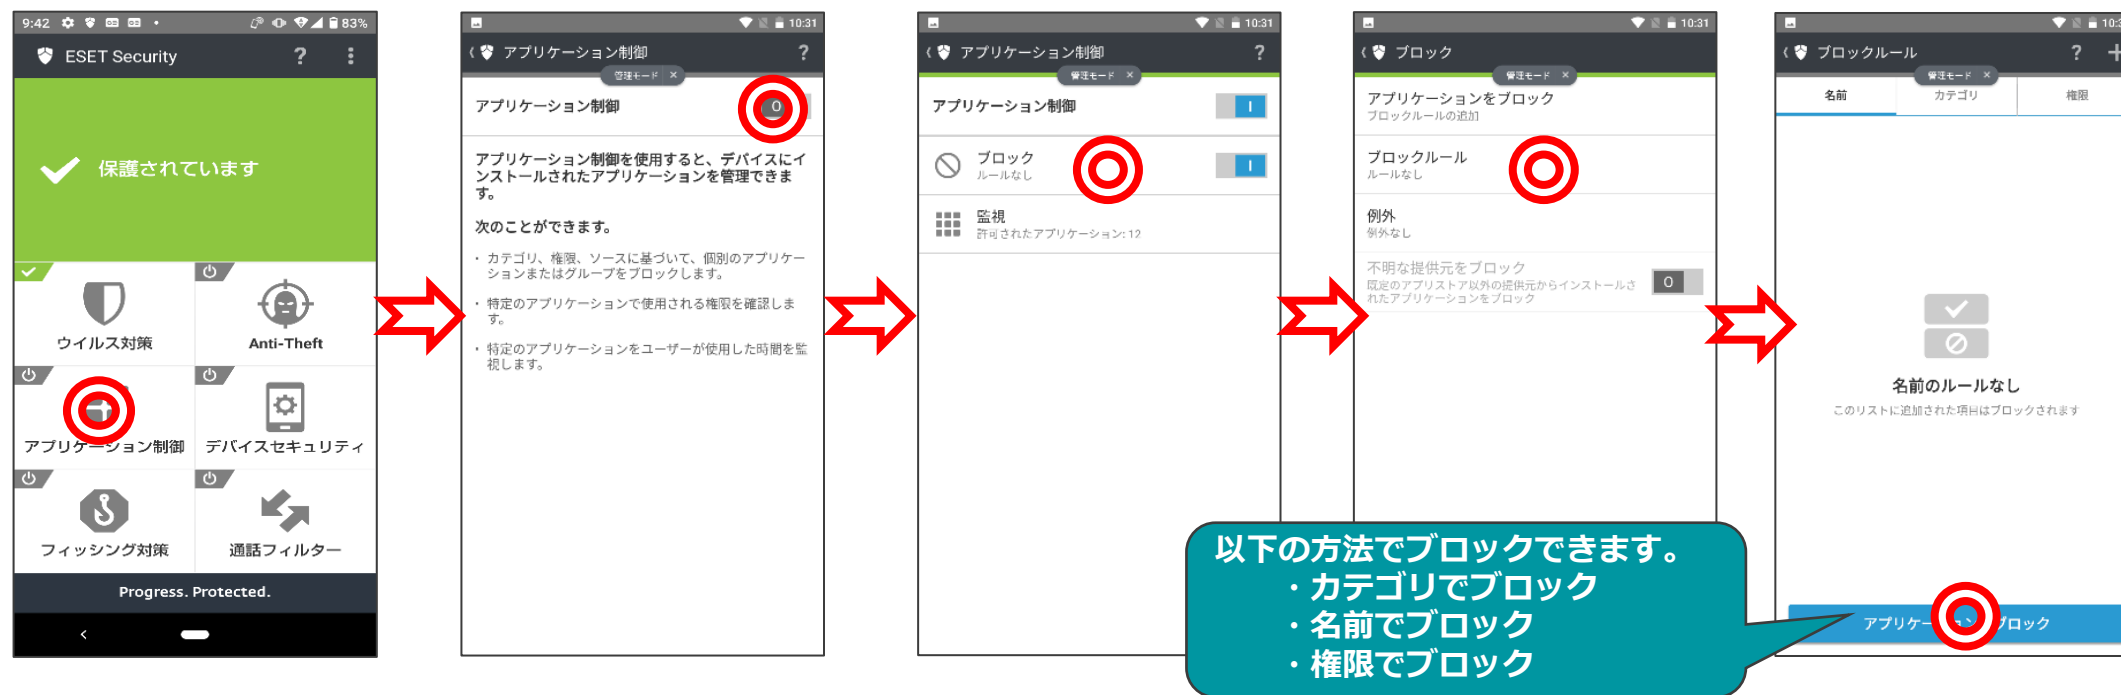 9:42
83%
ESET Security
?
保護されています
ウイルス対策
Anti-Theft
アプリケーション制御
デバイスセキュリティ
フィッシング対策
通話フィルター
Progress. Protected.
10:31
アプリケーション制御
?
管理モード ×
アプリケーション制御
O
アプリケーション制御を使用すると、デバイスにイ
ンストールされたアプリケーションを管理できま
す。
次のことができます。
・ カテゴリ、権限、ソースに基づいて、個別のアプリケー
ションまたはグループをブロックします。
・ 特定のアプリケーションで使用される権限を確認しま
す。
・ 特定のアプリケーションをユーザーが使用した時間を監
視します。
10:31
アプリケーション制御
?
管理モード ×
アプリケーション制御
I
ブロック
ルールなし
I
監視
許可されたアプリケーション: 12
10:31
ブロック
管理モード ×
アプリケーションをブロック
ブロックルールの追加
ブロックルール
ルールなし
例外
例外なし
不明な提供元をブロック
既定のアプリストア以外の提供元からインストールさ
れたアプリケーションをブロック
O
10:3
ブロックルール
? +
管理モード ×
名前
カテゴリ
権限
名前のルールなし
このリストに追加された項目はブロックされます
アプリケーション ブロック
以下の方法でブロックできます。
・カテゴリでブロック
・名前でブロック
・権限でブロック